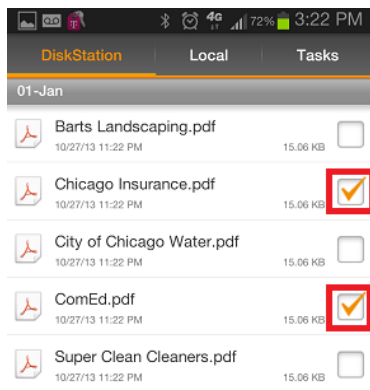 4G 72% 3:22 PM
DiskStation Local Tasks
01-Jan
Barts Landscaping.pdf
10/27/13 11:22 PM 15.06 KB
Chicago Insurance.pdf
10/27/13 11:22 PM 15.06 KB
City of Chicago Water.pdf
10/27/13 11:22 PM 15.06 KB
ComEd.pdf
10/27/13 11:22 PM 15.06 KB
Super Clean Cleaners.pdf
10/27/13 11:22 PM 15.06 KB